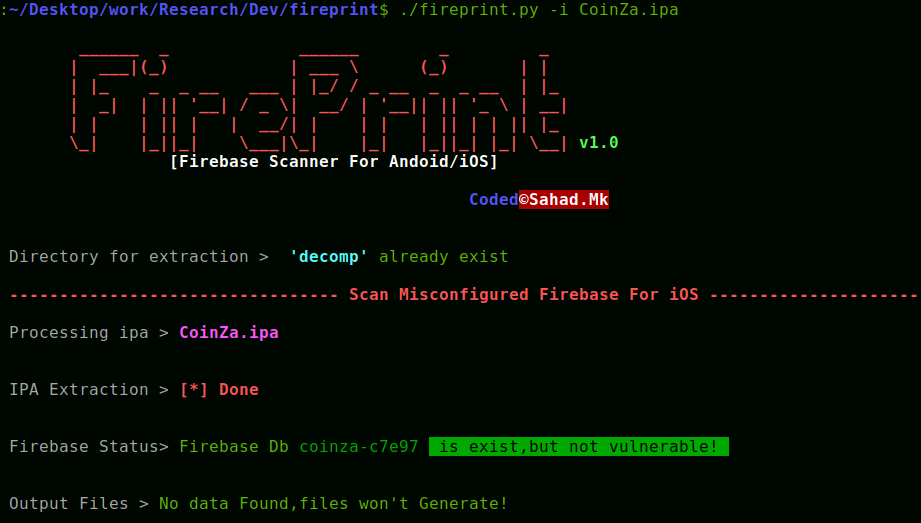 :~/Desktop/work/Research/Dev/fireprint$ ./fireprint.py -i CoinZa.ipa
FirePrint v1.0
[Firebase Scanner For Andoid/iOS]
Coded©Sahad.Mk
Directory for extraction > 'decomp' already exist
--------------------------------- Scan Misconfigured Firebase For iOS ---------------------
Processing ipa > CoinZa.ipa
IPA Extraction > [*] Done
Firebase Status> Firebase Db coinza-c7e97 is exist,but not vulnerable!
Output Files > No data Found,files won't Generate!